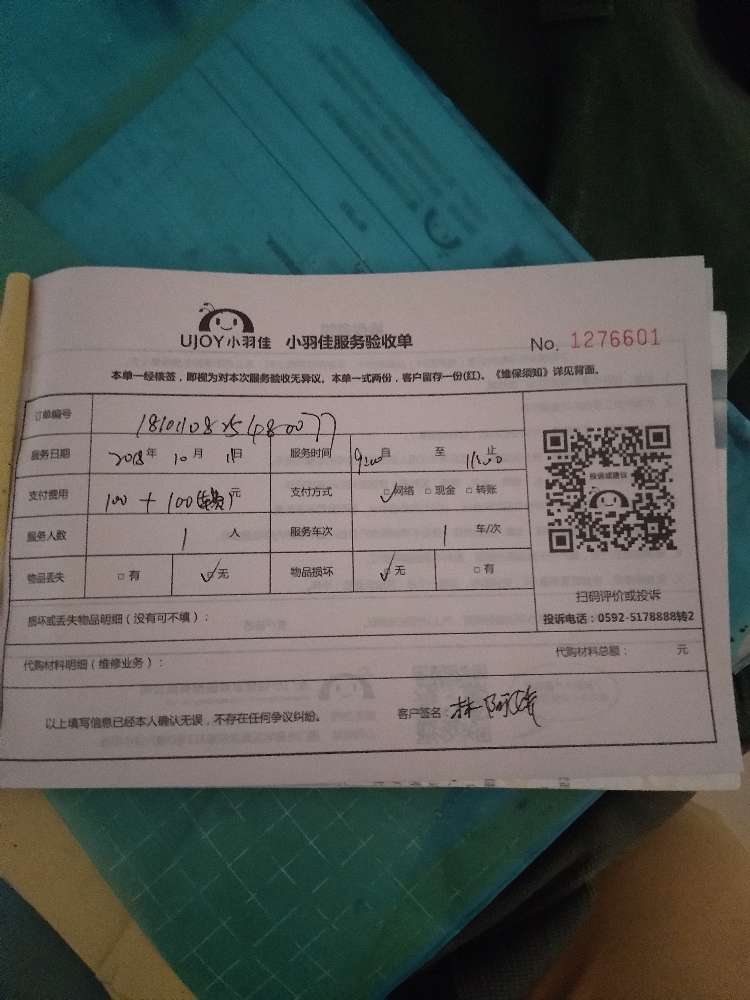 UJOY小羽佳 小羽佳服务验收单 No. 1276601
本单一经核签，即视为对本次服务验收无异议。本单一式两份，客户留存一份(红)。《维保须知》详见背面。
订单编号
服务日期 2018年 10月 日 服务时间 9:00 自 至 11:00 止
支付费用 100 + 100 元 支付方式 ☑网络 □现金 □转账
服务人数 1 人 服务车次 1 车/次
物品丢失 □有 ☑无 物品损坏 ☑无 □有
投诉或建议
扫码评价或投诉
投诉电话：0592-5178888转2
损坏或丢失物品明细（没有可不填）：
代购材料明细（维修业务）： 代购材料总额： 元
以上填写信息已经本人确认无误，不存在任何争议纠纷。 客户签名：林